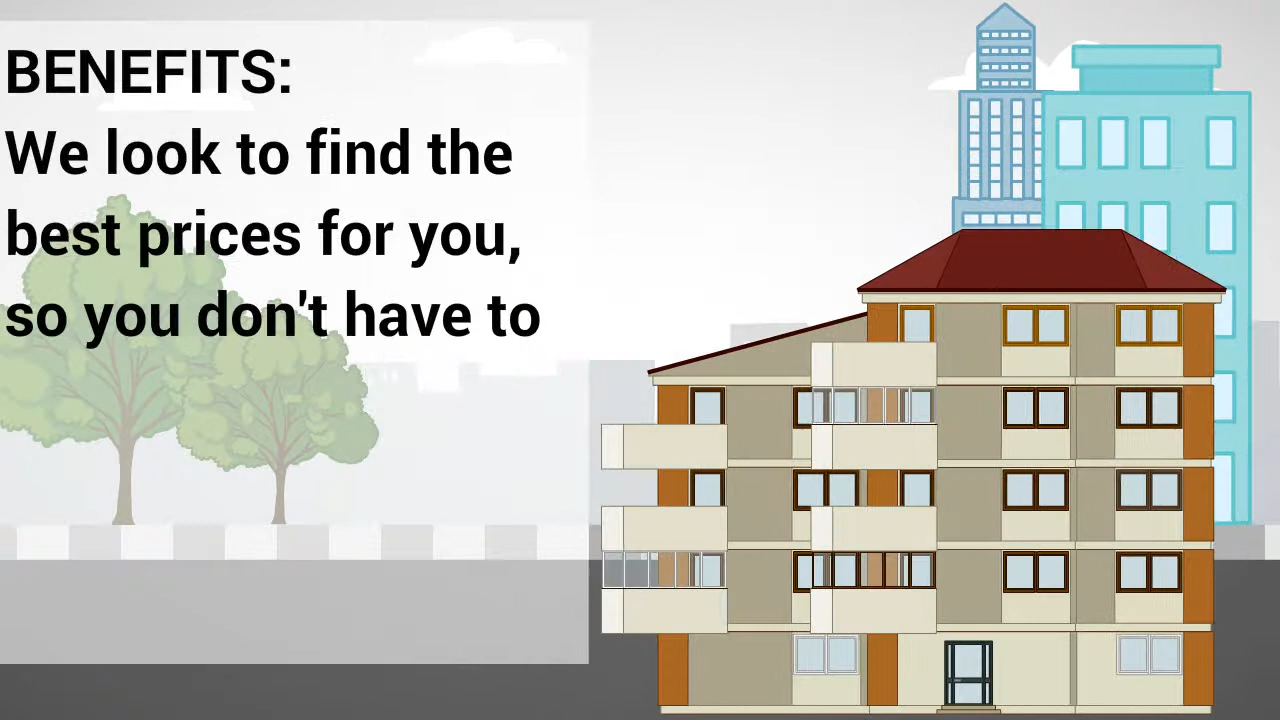 BENEFITS:
We look to find the
best prices for you,
so you don't have to